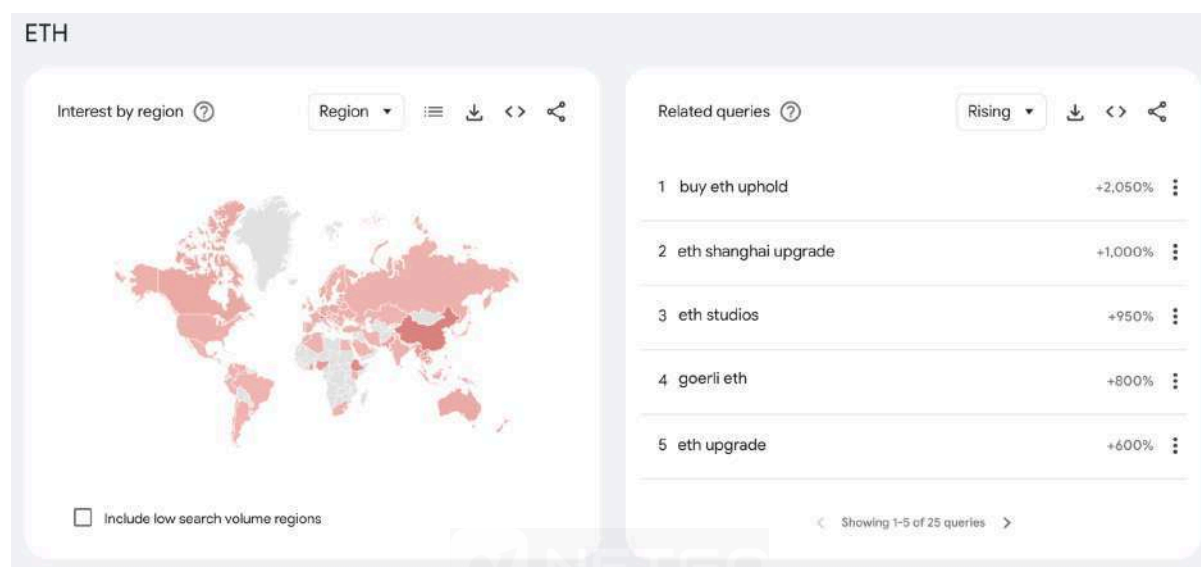 ETH
Interest by region
Region
Related queries
Rising
1 buy eth uphold +2,050%
2 eth shanghai upgrade +1,000%
3 eth studios +950%
4 goerli eth +800%
5 eth upgrade +600%
Include low search volume regions
Showing 1-5 of 25 queries